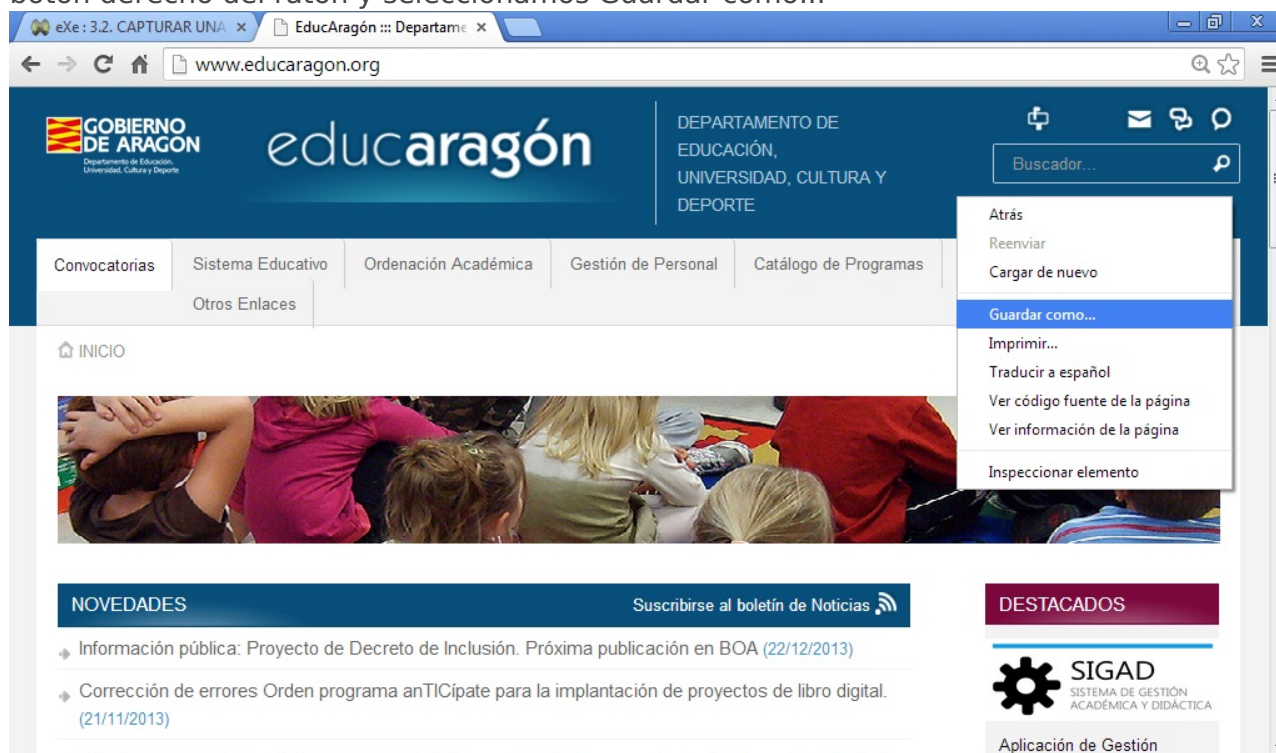 botón derecho del ratón y seleccionamos Guardar como...
eXe : 3.2. CAPTURAR UNA
EducAragón ::: Departame
www.educaragon.org
GOBIERNO
DE ARAGON
Departamento de Educación,
Universidad, Cultura y Deporte
educaragón
DEPARTAMENTO DE
EDUCACIÓN,
UNIVERSIDAD, CULTURA Y
DEPORTE
Buscador...
Convocatorias
Sistema Educativo
Ordenación Académica
Gestión de Personal
Catálogo de Programas
Otros Enlaces
Atrás
Reenviar
Cargar de nuevo
Guardar como...
Imprimir...
Traducir a español
Ver código fuente de la página
Ver información de la página
Inspeccionar elemento
INICIO
NOVEDADES
Suscribirse al boletín de Noticias
Información pública: Proyecto de Decreto de Inclusión. Próxima publicación en BOA (22/12/2013)
Corrección de errores Orden programa anTICípate para la implantación de proyectos de libro digital.
(21/11/2013)
DESTACADOS
SIGAD
SISTEMA DE GESTIÓN
ACADÉMICA Y DIDÁCTICA
Aplicación de Gestión